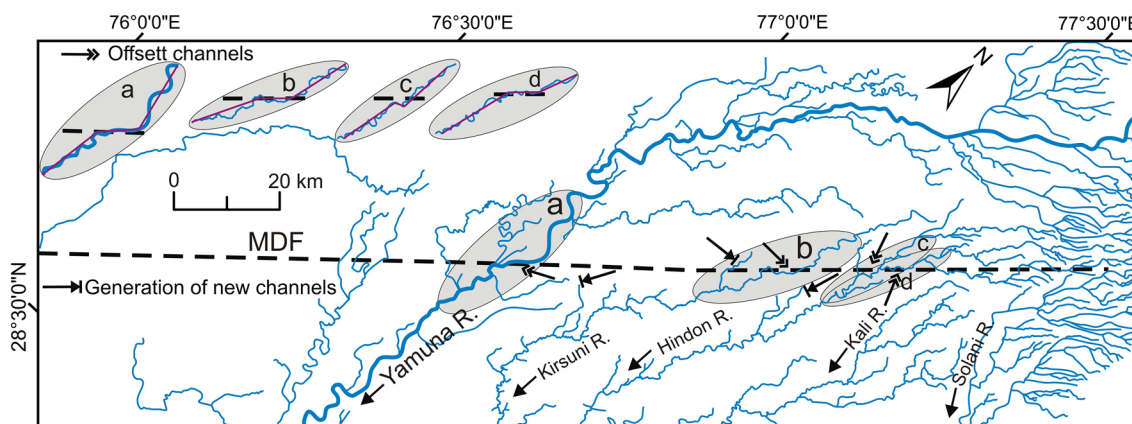 76°0'0"E
76°30'0"E
77°0'0"E
77°30'0"E
Offsett channels
a
b
c
d
N
0
20 km
a
b
c
d
MDF
Generation of new channels
28°30'0"N
Yamuna R.
Kirsuni R.
Hindon R.
Kali R.
Solani R.